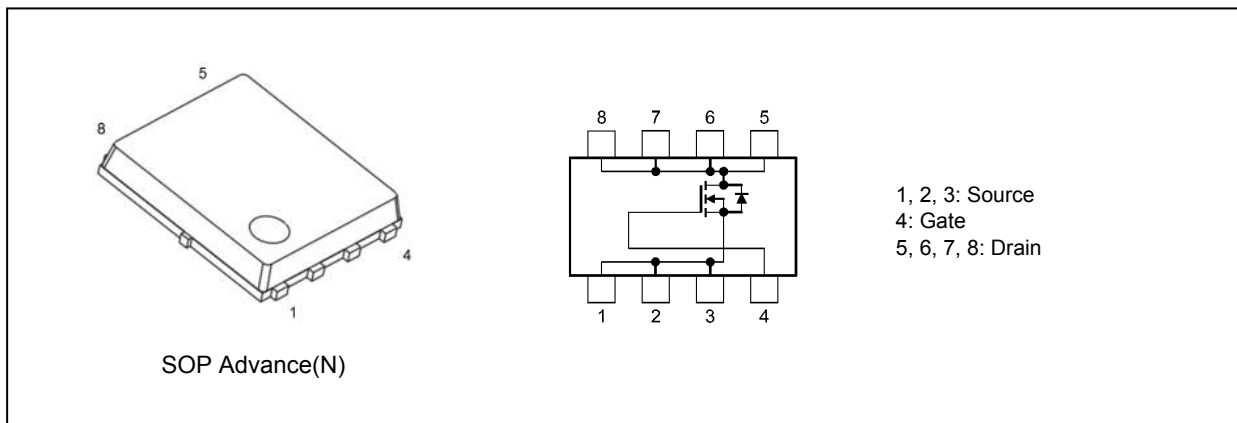 5
8
4
1
SOP Advance(N)
8 7 6 5
1 2 3 4
1, 2, 3: Source
4: Gate
5, 6, 7, 8: Drain